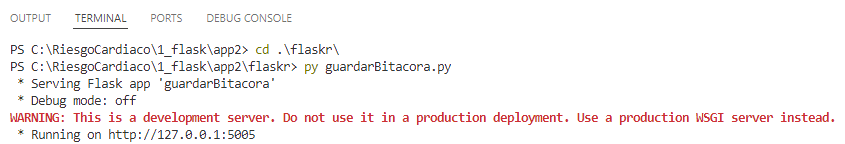 OUTPUT TERMINAL PORTS DEBUG CONSOLE
PS C:\RiesgoCardiaco\1_flask\app2> cd .\flaskr\
PS C:\RiesgoCardiaco\1_flask\app2\flaskr> py guardarBitacora.py
 * Serving Flask app 'guardarBitacora'
 * Debug mode: off
WARNING: This is a development server. Do not use it in a production deployment. Use a production WSGI server instead.
 * Running on http://127.0.0.1:5005